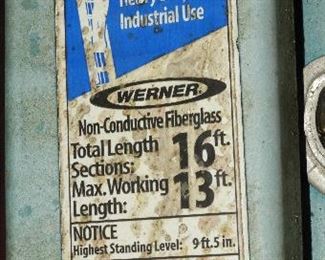 Industrial Use
WERNER
Non-Conductive Fiberglass
Total Length 16 ft.
Sections:
Max. Working 13 ft.
Length:
NOTICE
Highest Standing Level: 9 ft. 5 in.